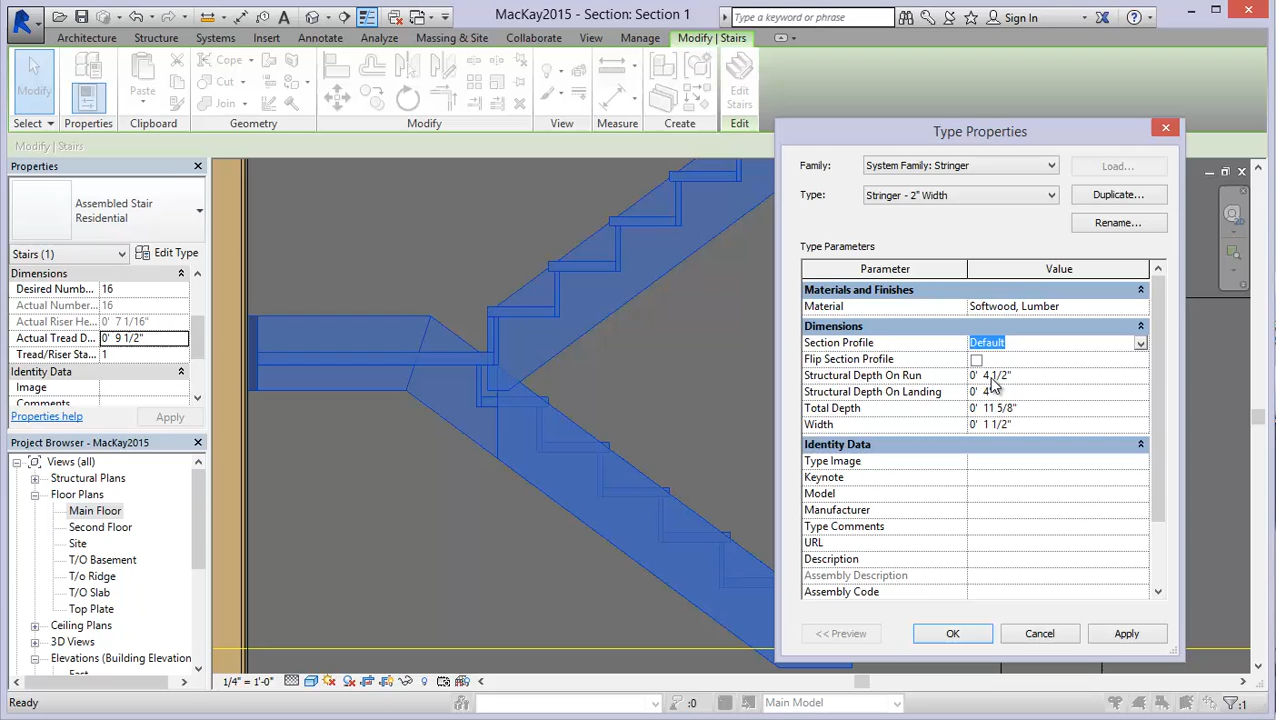 MacKay2015 - Section: Section 1
Type a keyword or phrase
Sign In
Architecture Structure Systems Insert Annotate Analyze Massing & Site Collaborate View Manage Modify | Stairs
Modify
Properties
Paste
Cope
Cut
Join
Edit Stairs
Select Properties Clipboard Geometry Modify View Measure Create Edit
Modify | Stairs
Properties
Assembled Stair
Residential
Stairs (1)
Edit Type
Dimensions
Desired Number 16
Actual Number 16
Actual Riser He... 0' 7 1/16"
Actual Tread D... 0' 9 1/2"
Tread/Riser Sta... 1
Identity Data
Image
Properties help
Apply
Project Browser - MacKay2015
Views (all)
Structural Plans
Floor Plans
Main Floor
Second Floor
Site
T/O Basement
T/o Ridge
T/O Slab
Top Plate
Ceiling Plans
3D Views
Elevations (Building Elevation
East
Type Properties
Family:
System Family: Stringer
Load...
Type:
Stringer - 2" Width
Duplicate...
Rename...
Type Parameters
Parameter Value
Materials and Finishes
Material Softwood, Lumber
Dimensions
Section Profile Default
Flip Section Profile
Structural Depth On Run 0' 4 1/2"
Structural Depth On Landing 0' 4
Total Depth 0' 11 5/8"
Width 0' 1 1/2"
Identity Data
Type Image
Keynote
Model
Manufacturer
Type Comments
URL
Description
Assembly Description
Assembly Code
<< Preview
OK
Cancel
Apply
1/4" = 1'-0"
Ready
:0
Main Model
:1